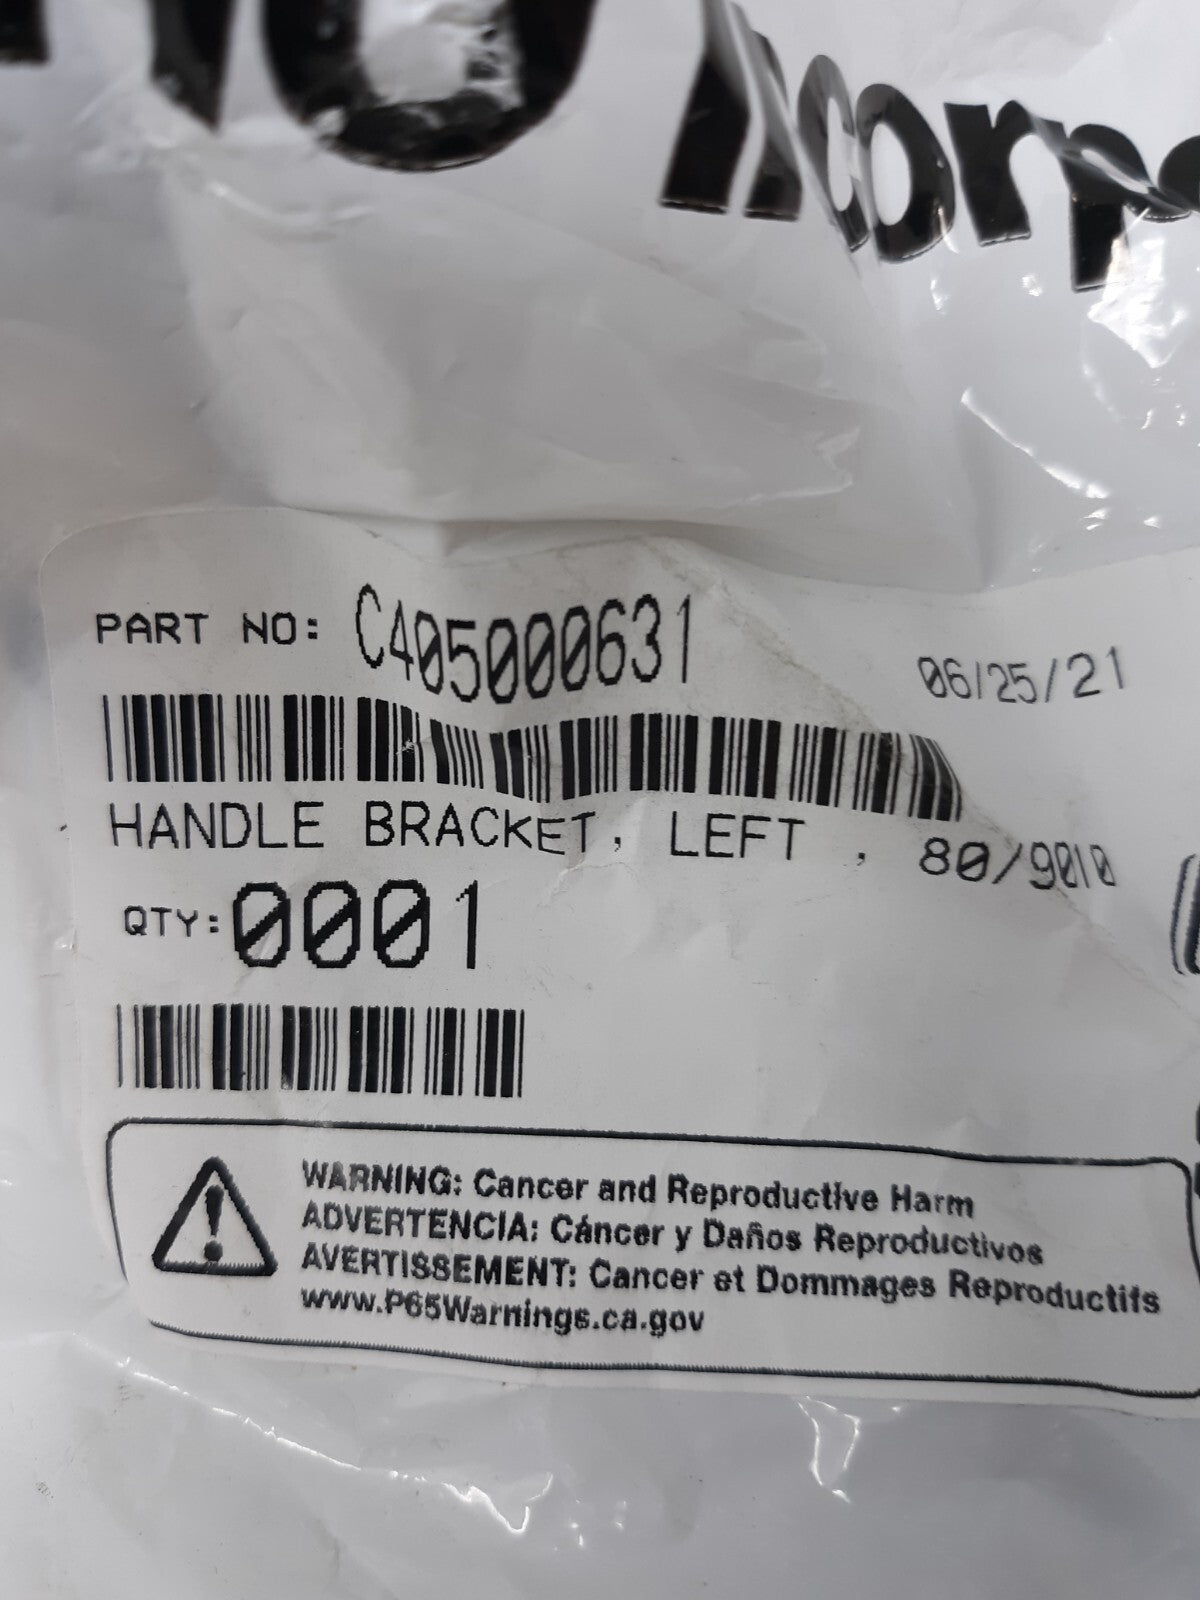 PART NO: C405000631
06/25/21
HANDLE BRACKET, LEFT , 80/9010
QTY: 0001
WARNING: Cancer and Reproductive Harm
ADVERTENCIA: Cáncer y Daños Reproductivos
AVERTISSEMENT: Cancer et Dommages Reproductifs
www.P65Warnings.ca.gov